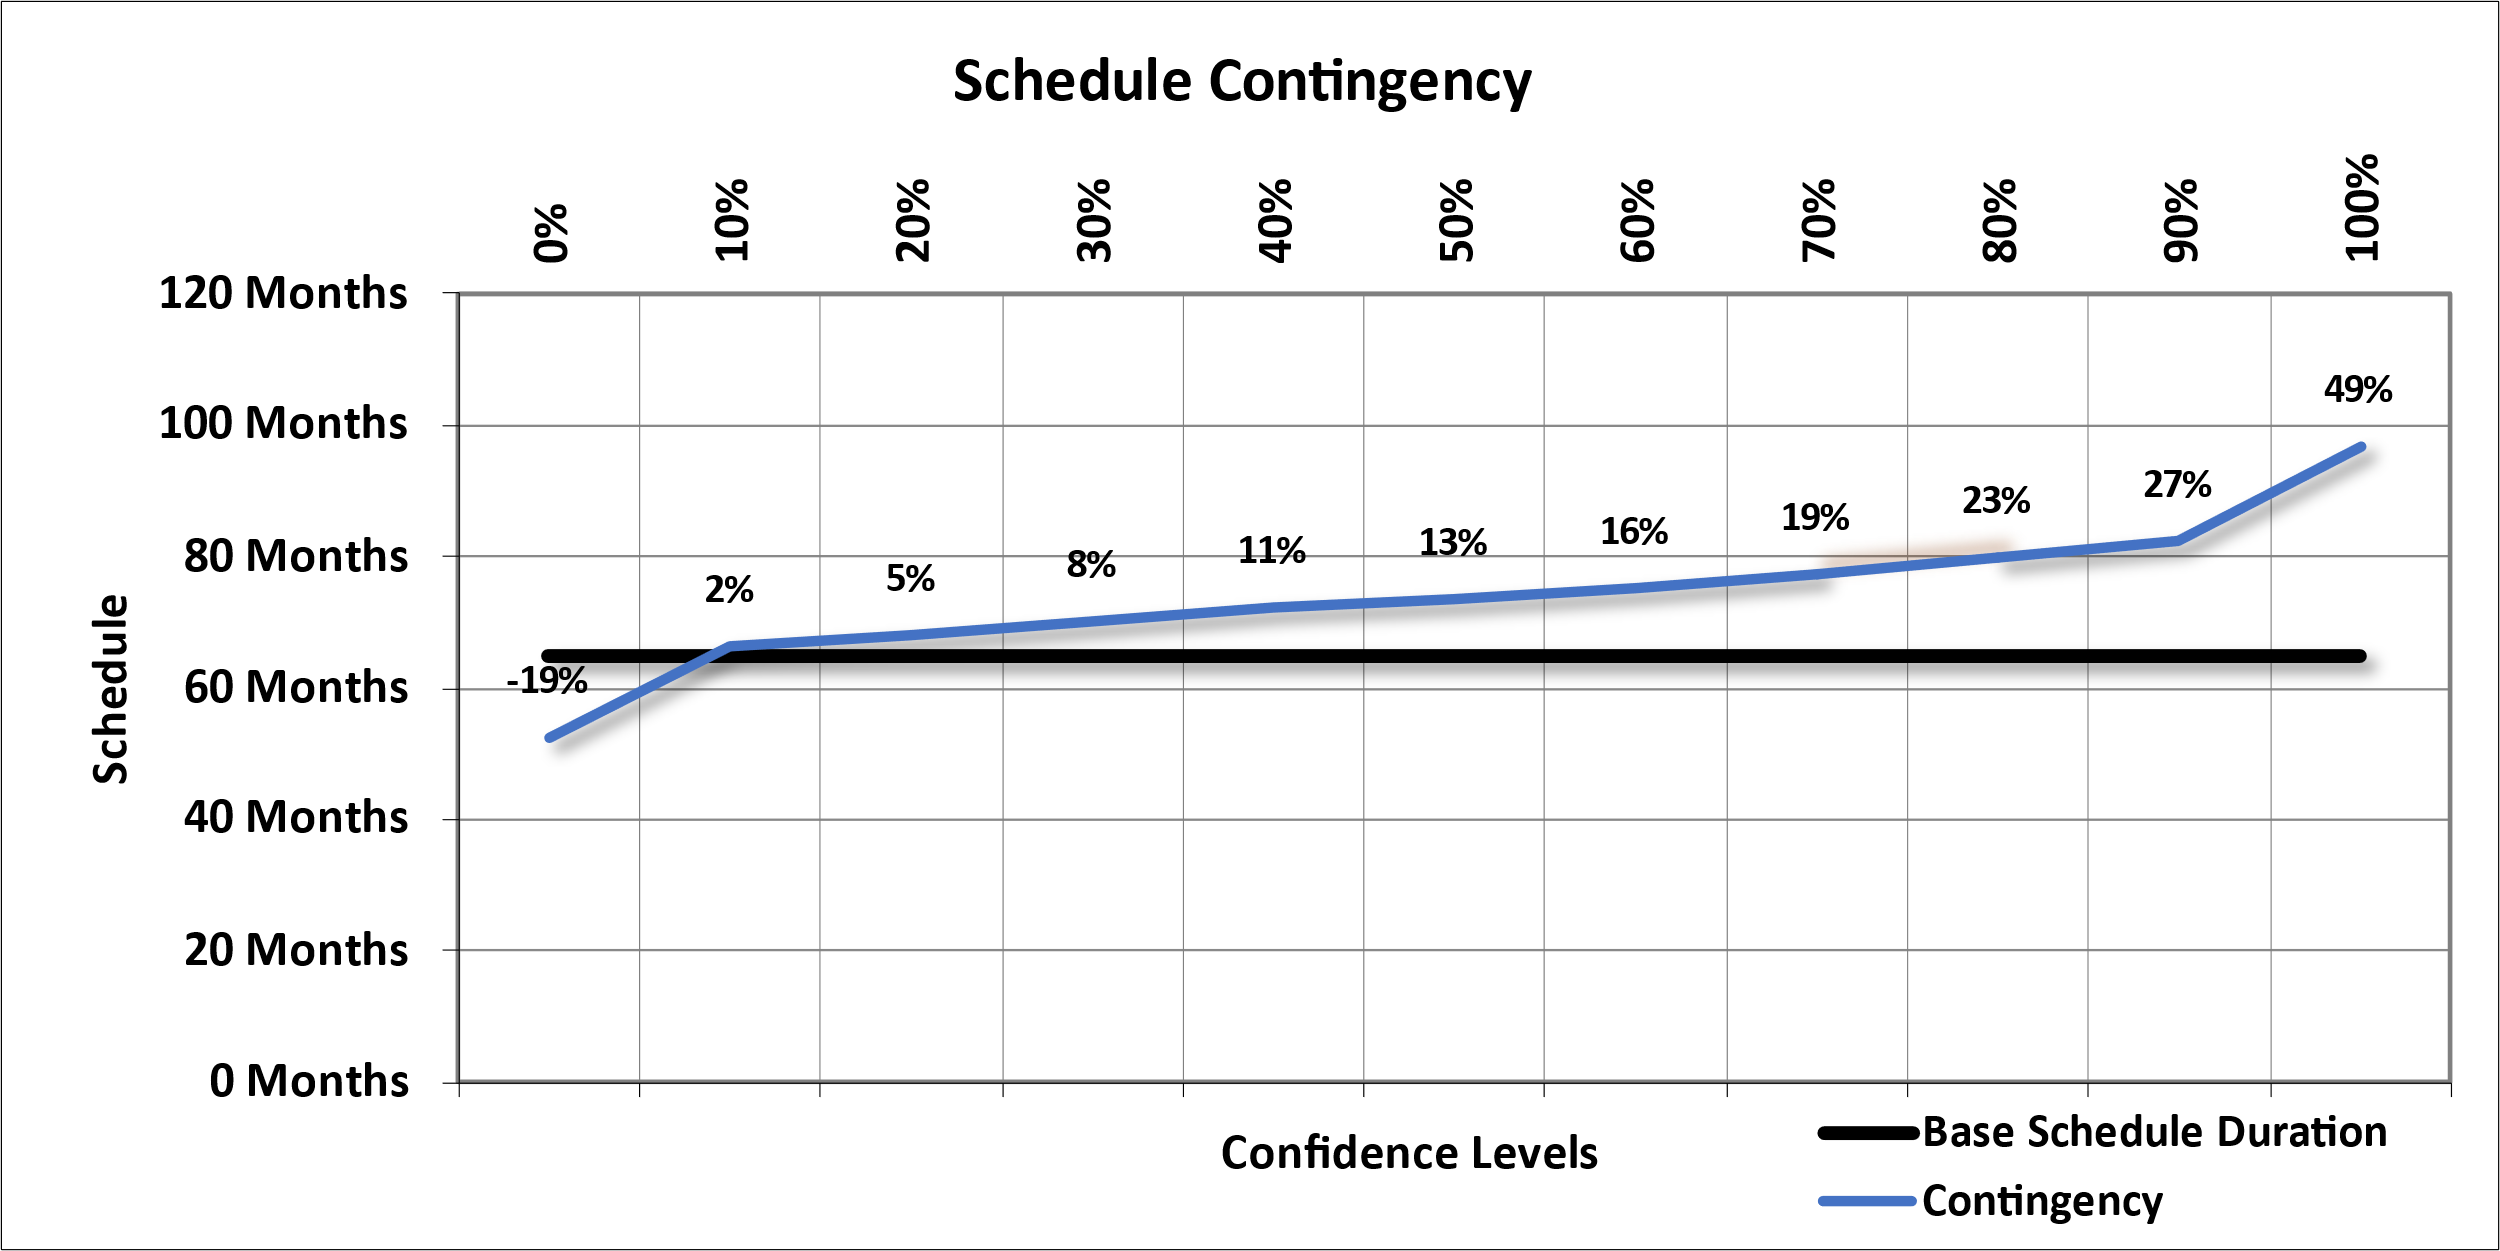 Schedule Contingency
0%
10%
20%
30%
40%
50%
60%
70%
80%
90%
100%
120 Months
100 Months
80 Months
60 Months
40 Months
20 Months
0 Months
Schedule
-19%
2%
5%
8%
11%
13%
16%
19%
23%
27%
49%
Confidence Levels
Base Schedule Duration
Contingency